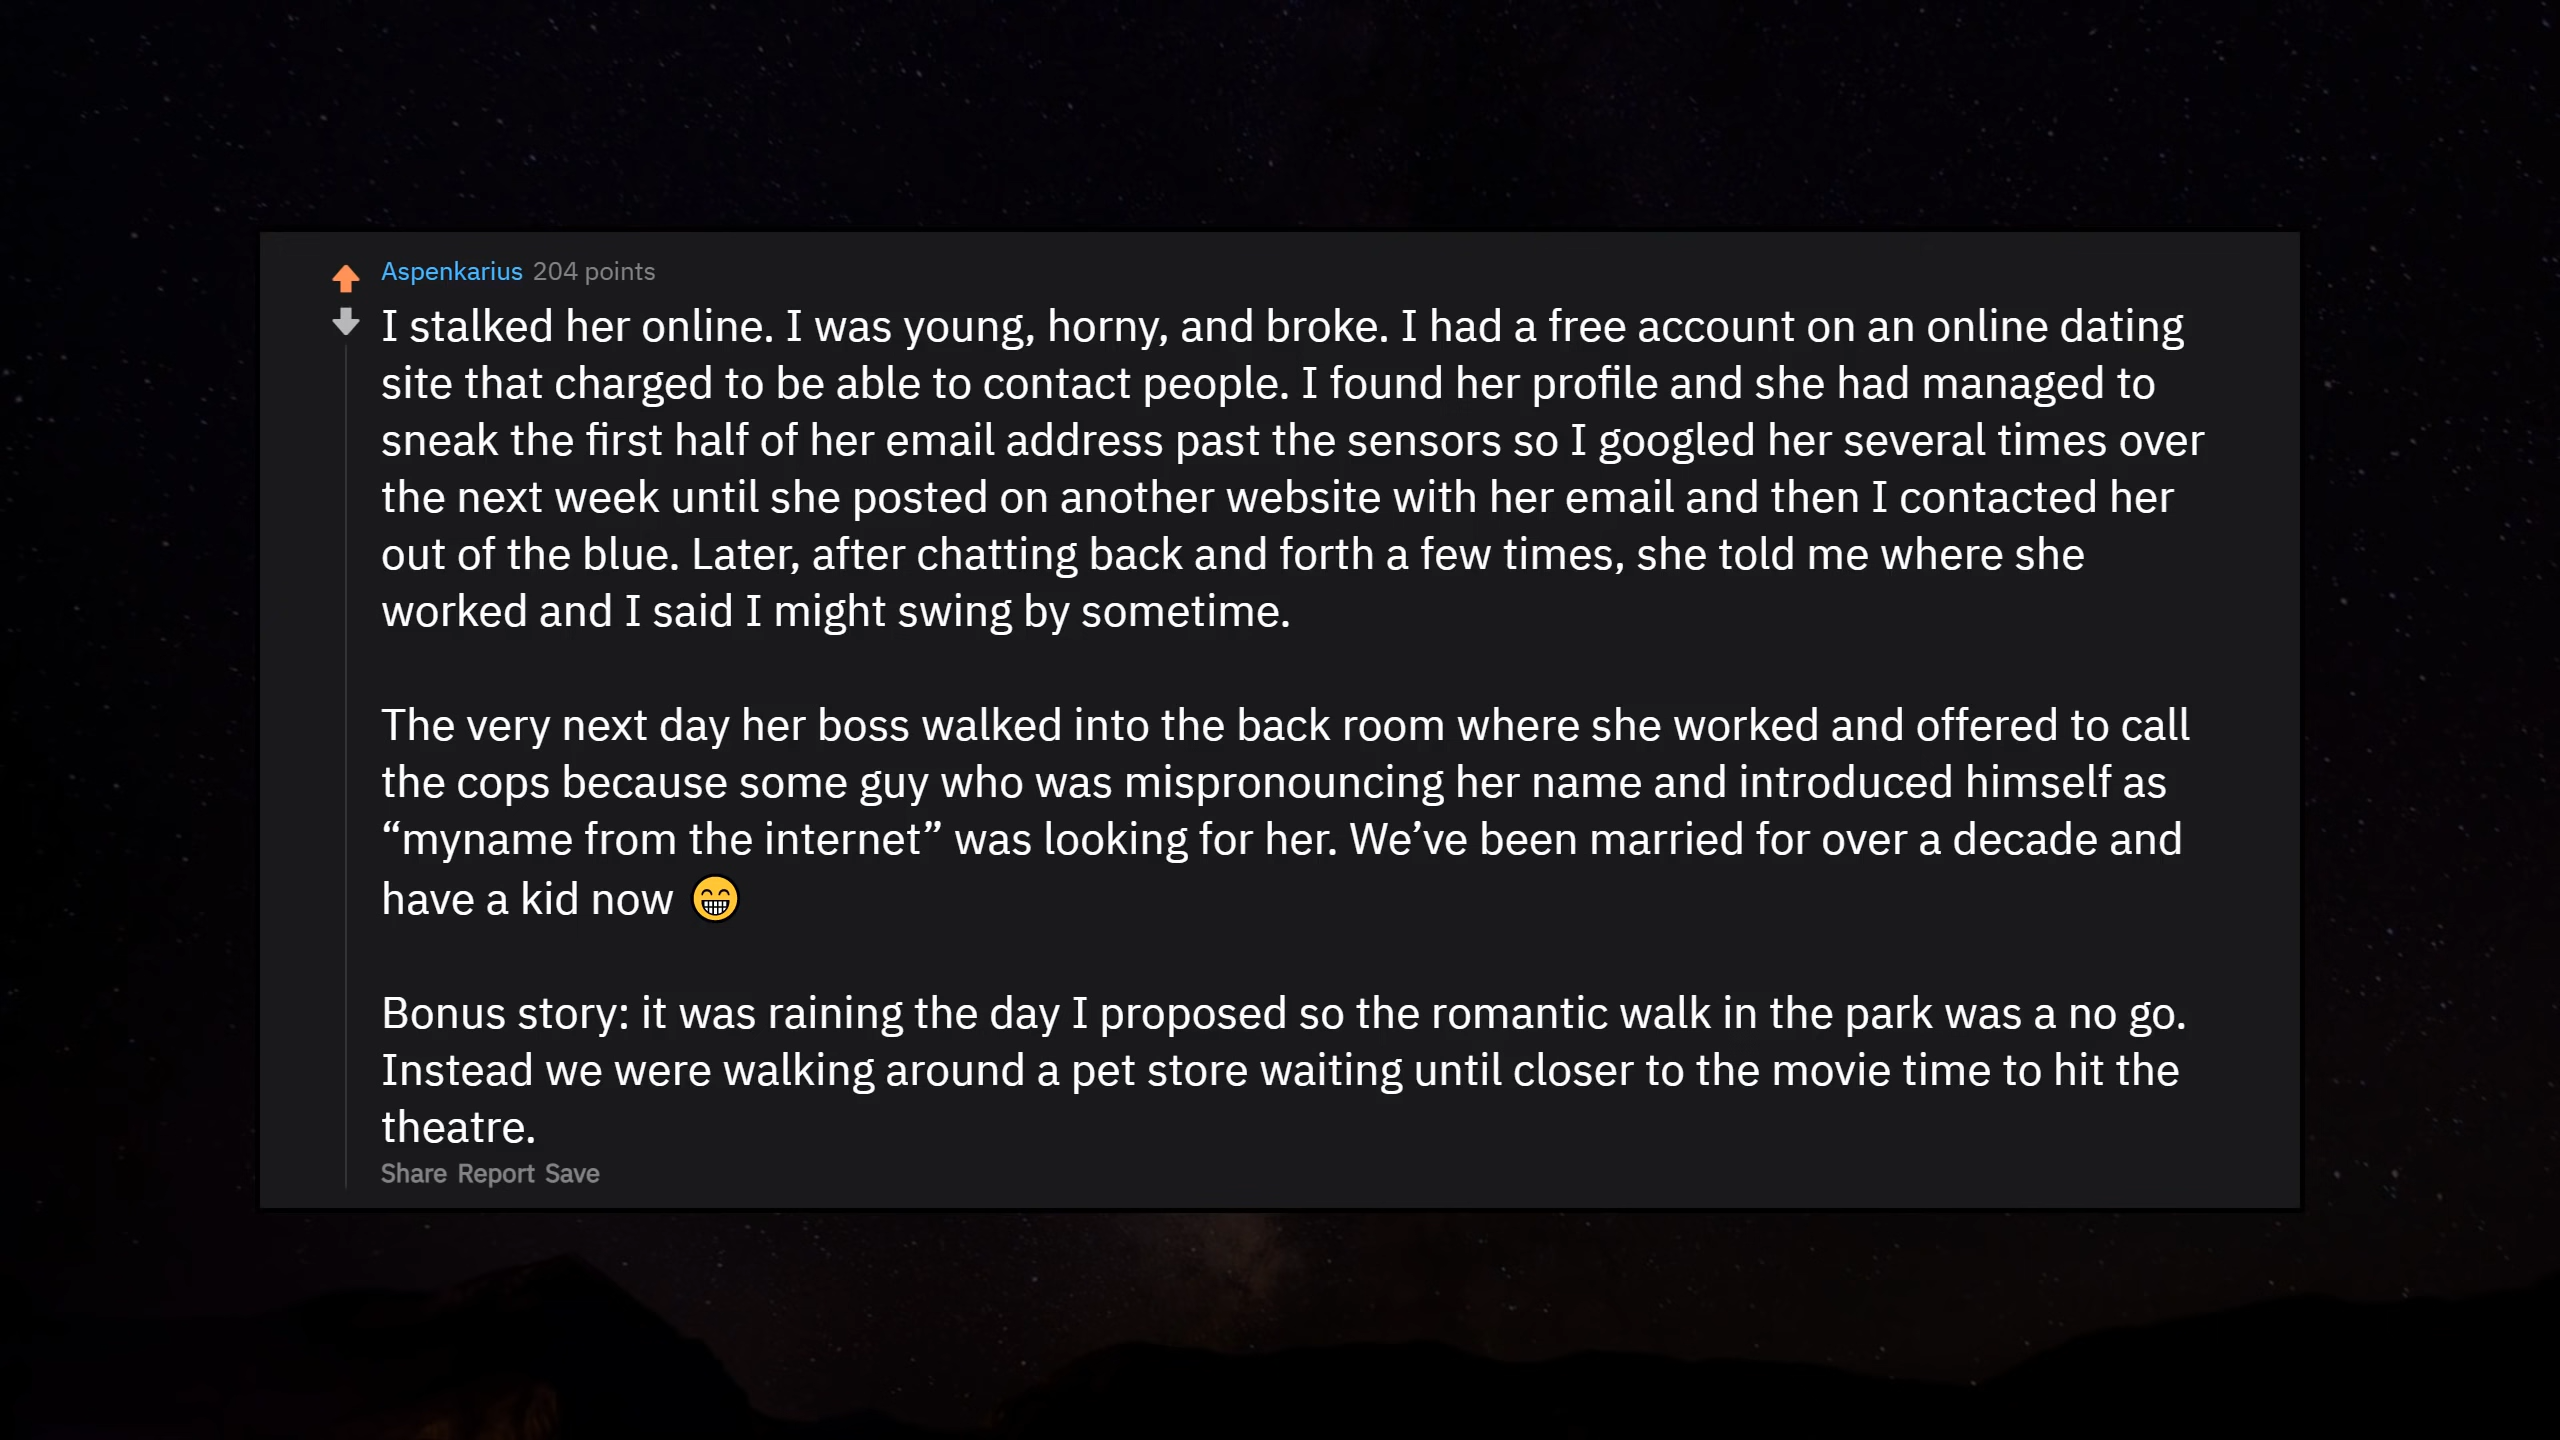 Aspenkarius 204 points
I stalked her online. I was young, horny, and broke. I had a free account on an online dating
site that charged to be able to contact people. I found her profile and she had managed to
sneak the first half of her email address past the sensors so I googled her several times over
the next week until she posted on another website with her email and then I contacted her
out of the blue. Later, after chatting back and forth a few times, she told me where she
worked and I said I might swing by sometime.
The very next day her boss walked into the back room where she worked and offered to call
the cops because some guy who was mispronouncing her name and introduced himself as
“myname from the internet” was looking for her. We’ve been married for over a decade and
have a kid now 😁
Bonus story: it was raining the day I proposed so the romantic walk in the park was a no go.
Instead we were walking around a pet store waiting until closer to the movie time to hit the
theatre.
Share Report Save